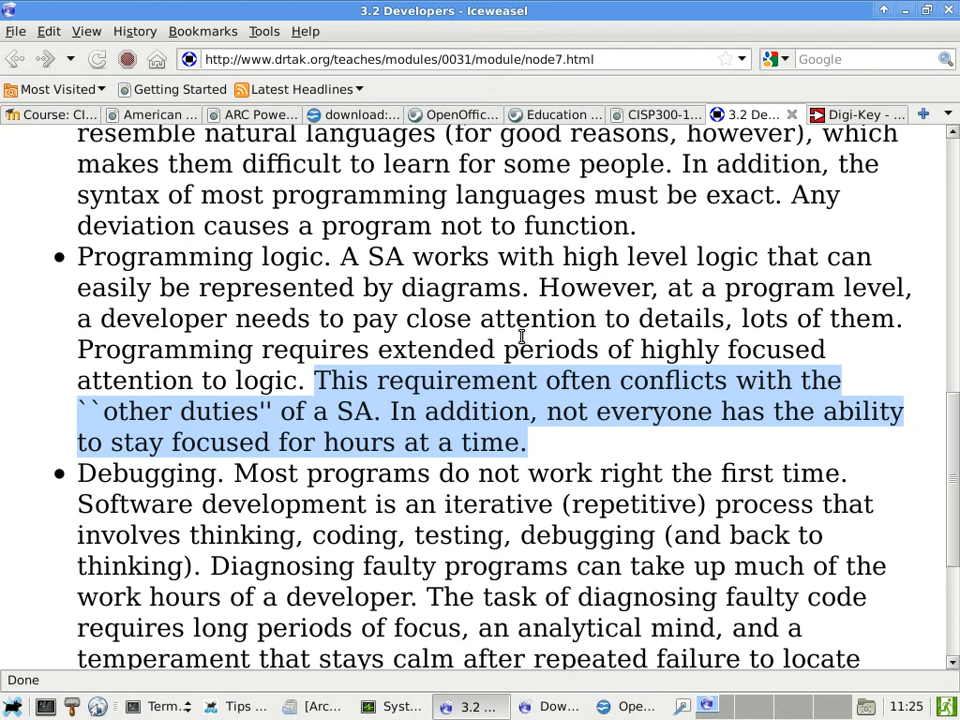 3.2 Developers - Iceweasel
File Edit View History Bookmarks Tools Help
http://www.drtak.org/teaches/modules/0031/module/node7.html
Google
Most Visited Getting Started Latest Headlines
Course: Cl... American ... ARC Powe... download:... OpenOffic... Education ... CISP300-1... 3.2 De... Digi-Key - ...
resemble natural languages (for good reasons, however), which
makes them difficult to learn for some people. In addition, the
syntax of most programming languages must be exact. Any
deviation causes a program not to function.
• Programming logic. A SA works with high level logic that can
easily be represented by diagrams. However, at a program level,
a developer needs to pay close attention to details, lots of them.
Programming requires extended periods of highly focused
attention to logic. This requirement often conflicts with the
``other duties'' of a SA. In addition, not everyone has the ability
to stay focused for hours at a time.
• Debugging. Most programs do not work right the first time.
Software development is an iterative (repetitive) process that
involves thinking, coding, testing, debugging (and back to
thinking). Diagnosing faulty programs can take up much of the
work hours of a developer. The task of diagnosing faulty code
requires long periods of focus, an analytical mind, and a
temperament that stays calm after repeated failure to locate
Done
Term... Tips ... [Arc... Syst... 3.2 ... Dow... Ope... 11:25